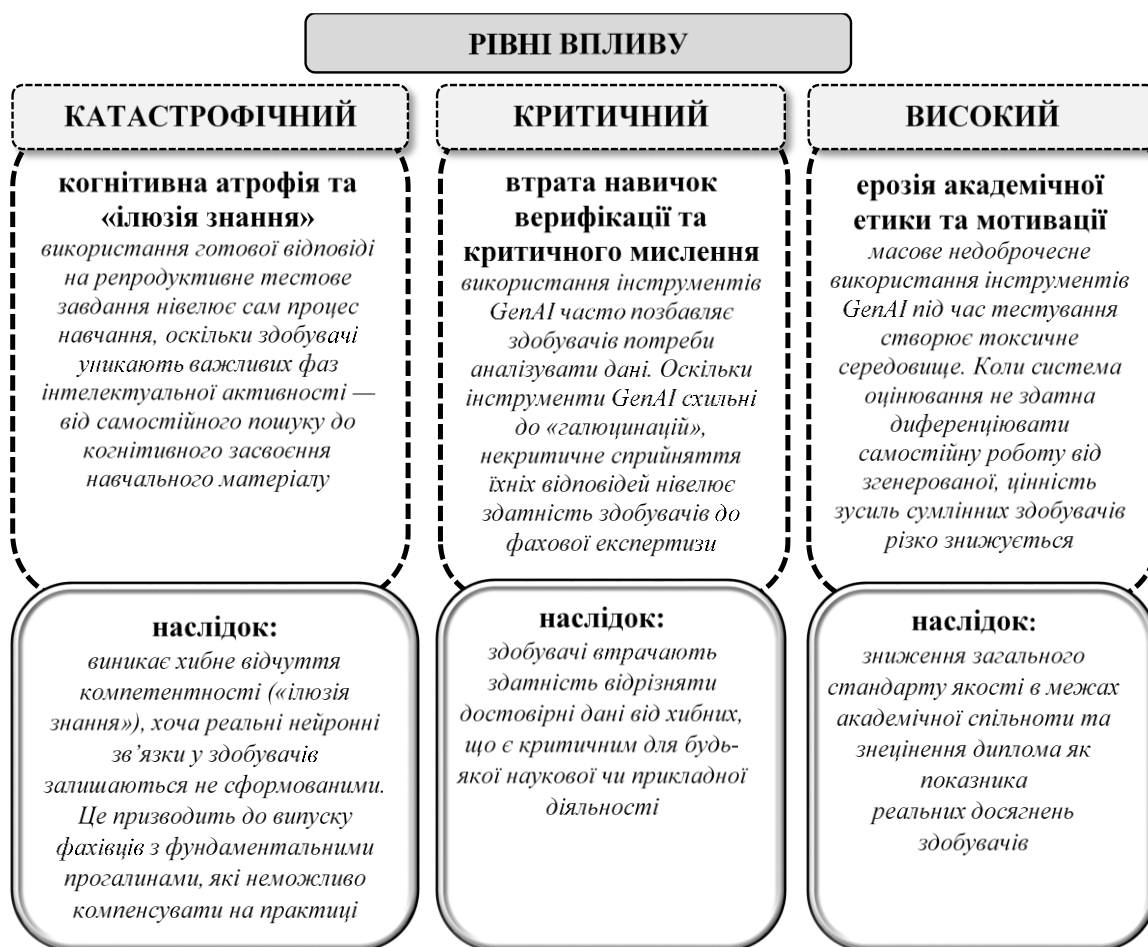 РІВНІ ВПЛИВУ
КАТАСТРОФІЧНИЙ
когнітивна атрофія та
«ілюзія знання»
використання готової відповіді
на репродуктивне тестове
завдання нівелює сам процес
навчання, оскільки здобувачі
уникають важливих фаз
інтелектуальної активності —
від самостійного пошуку до
когнітивного засвоєння
навчального матеріалу
наслідок:
виникає хибне відчуття
компетентності («ілюзія
знання»), хоча реальні нейронні
зв’язки у здобувачів
залишаються не сформованими.
Це призводить до випуску
фахівців з фундаментальними
прогалинами, які неможливо
компенсувати на практиці
КРИТИЧНИЙ
втрата навичок
верифікації та
критичного мислення
використання інструментів
GenAI часто позбавляє
здобувачів потреби
аналізувати дані. Оскільки
інструменти GenAI схильні
до «галюцинацій»,
некритичне сприйняття
їхніх відповідей нівелює
здатність здобувачів до
фахової експертизи
наслідок:
здобувачі втрачають
здатність відрізняти
достовірні дані від хибних,
що є критичним для будь-
якої наукової чи прикладної
діяльності
ВИСОКИЙ
ерозія академічної
етики та мотивації
масове недоброчесне
використання інструментів
GenAI під час тестування
створює токсичне
середовище. Коли система
оцінювання не здатна
диференціювати
самостійну роботу від
згенерованої, цінність
зусиль сумлінних здобувачів
різко знижується
наслідок:
зниження загального
стандарту якості в межах
академічної спільноти та
знецінення диплома як
показника
реальних досягнень
здобувачів